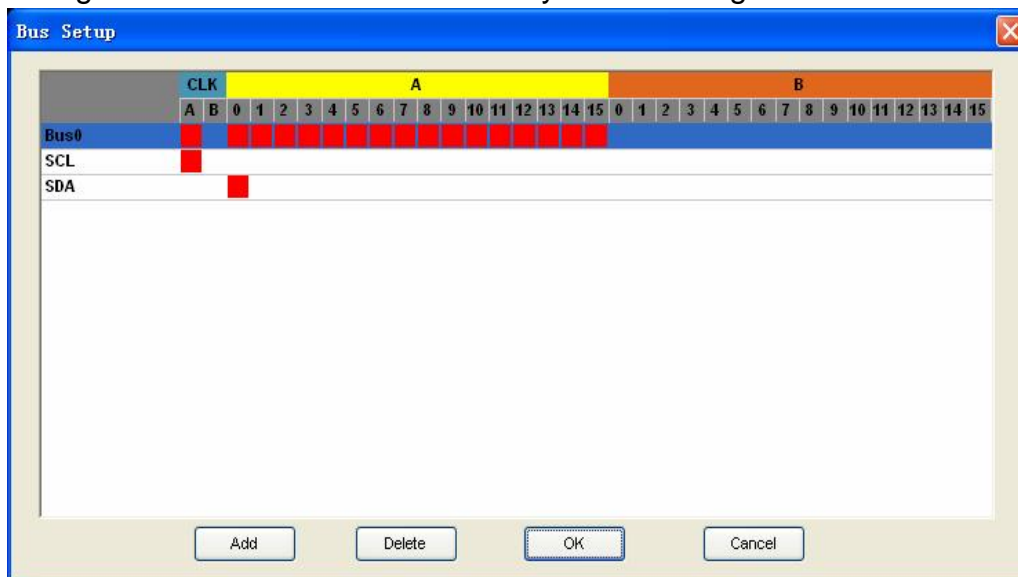 Bus Setup
CLK A B
A B 0 1 2 3 4 5 6 7 8 9 10 11 12 13 14 15 0 1 2 3 4 5 6 7 8 9 10 11 12 13 14 15
Bus0
SCL
SDA
Add Delete OK Cancel